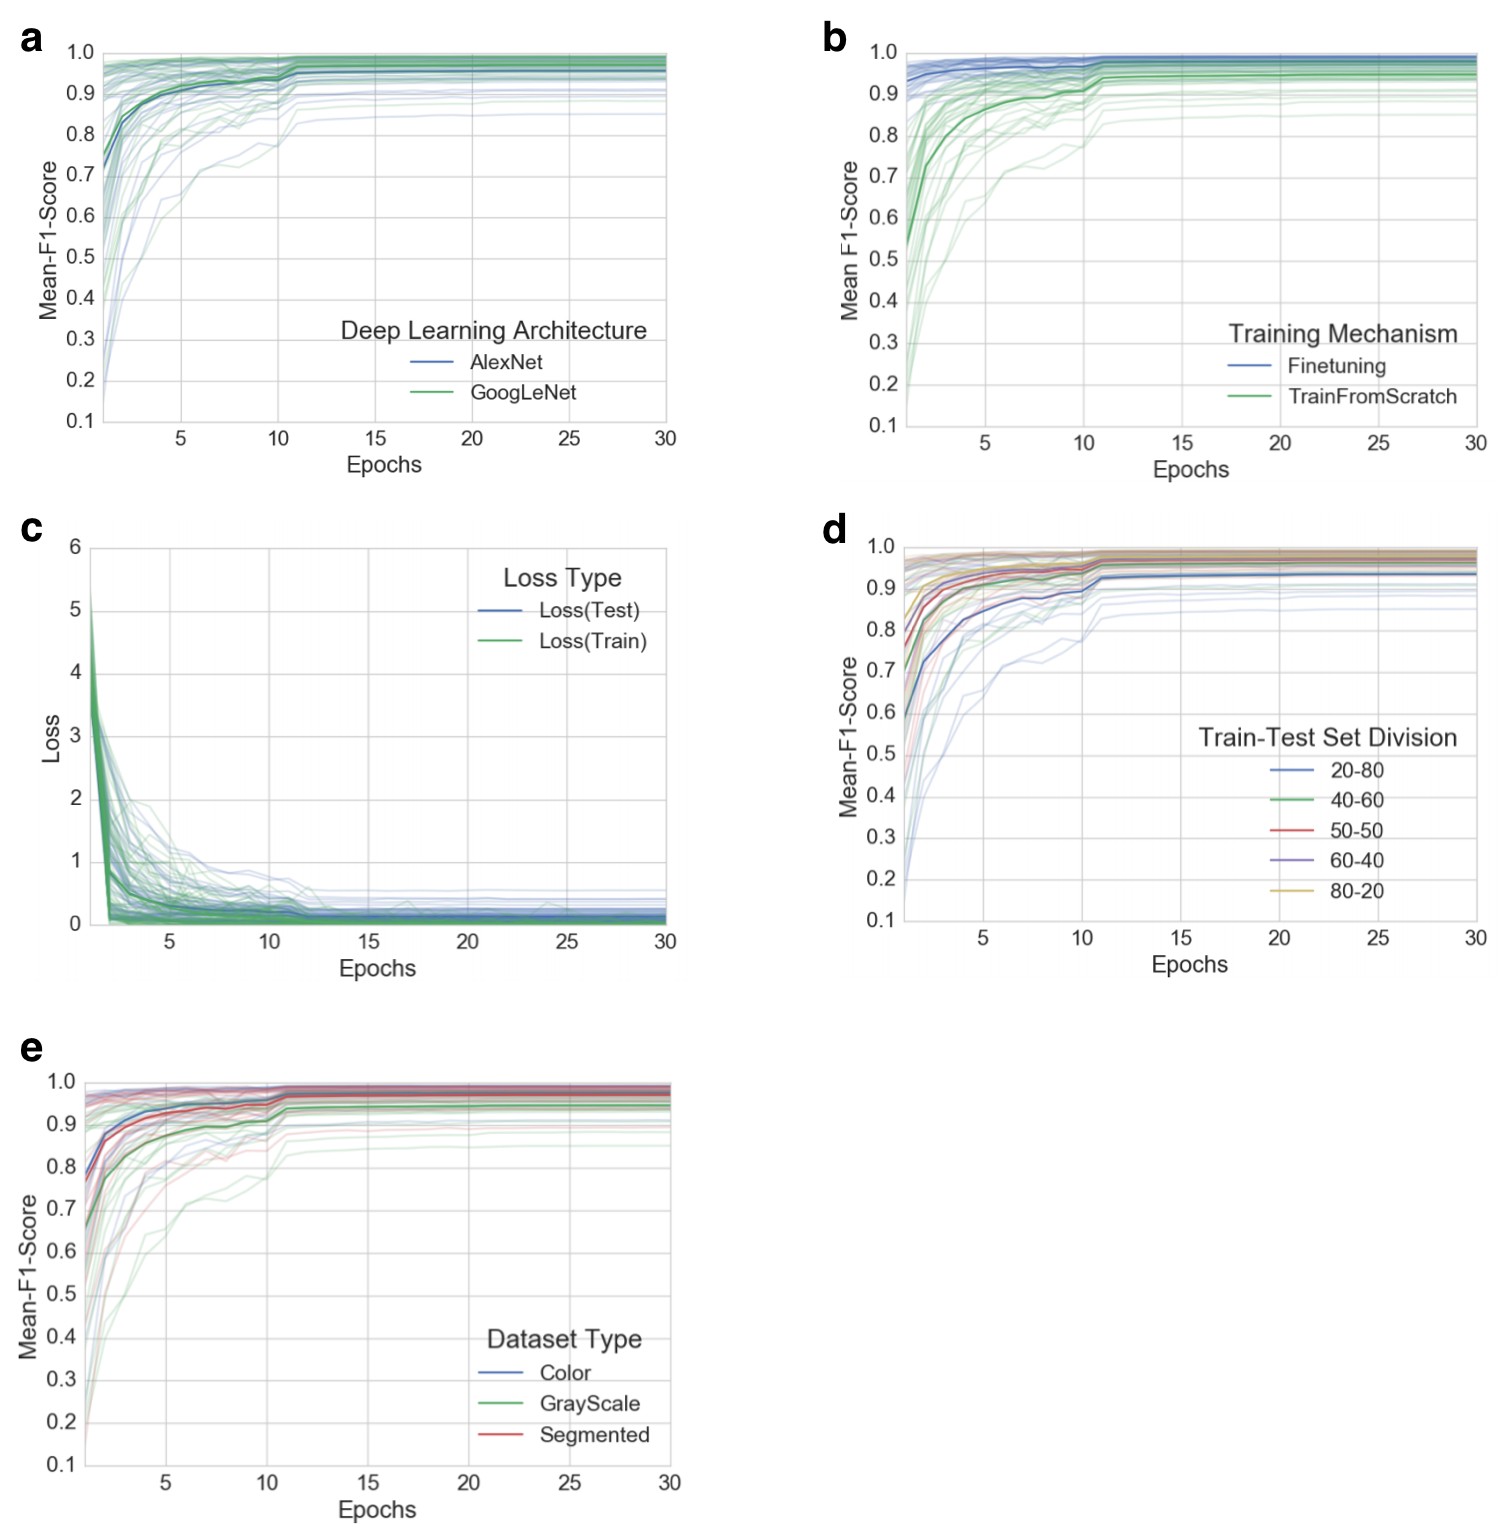 a
1.0
0.9
0.8
0.7
0.6
0.5
0.4
0.3
0.2
0.1
Mean-F1-Score
Deep Learning Architecture
AlexNet
GoogLeNet
5 10 15 20 25 30
Epochs
b
1.0
0.9
0.8
0.7
0.6
0.5
0.4
0.3
0.2
0.1
Mean F1-Score
Training Mechanism
Finetuning
TrainFromScratch
5 10 15 20 25 30
Epochs
c
6
5
4
3
2
1
0
Loss
Loss Type
Loss(Test)
Loss(Train)
5 10 15 20 25 30
Epochs
d
1.0
0.9
0.8
0.7
0.6
0.5
0.4
0.3
0.2
0.1
Mean-F1-Score
Train-Test Set Division
20-80
40-60
50-50
60-40
80-20
5 10 15 20 25 30
Epochs
e
1.0
0.9
0.8
0.7
0.6
0.5
0.4
0.3
0.2
0.1
Mean-F1-Score
Dataset Type
Color
GrayScale
Segmented
5 10 15 20 25 30
Epochs